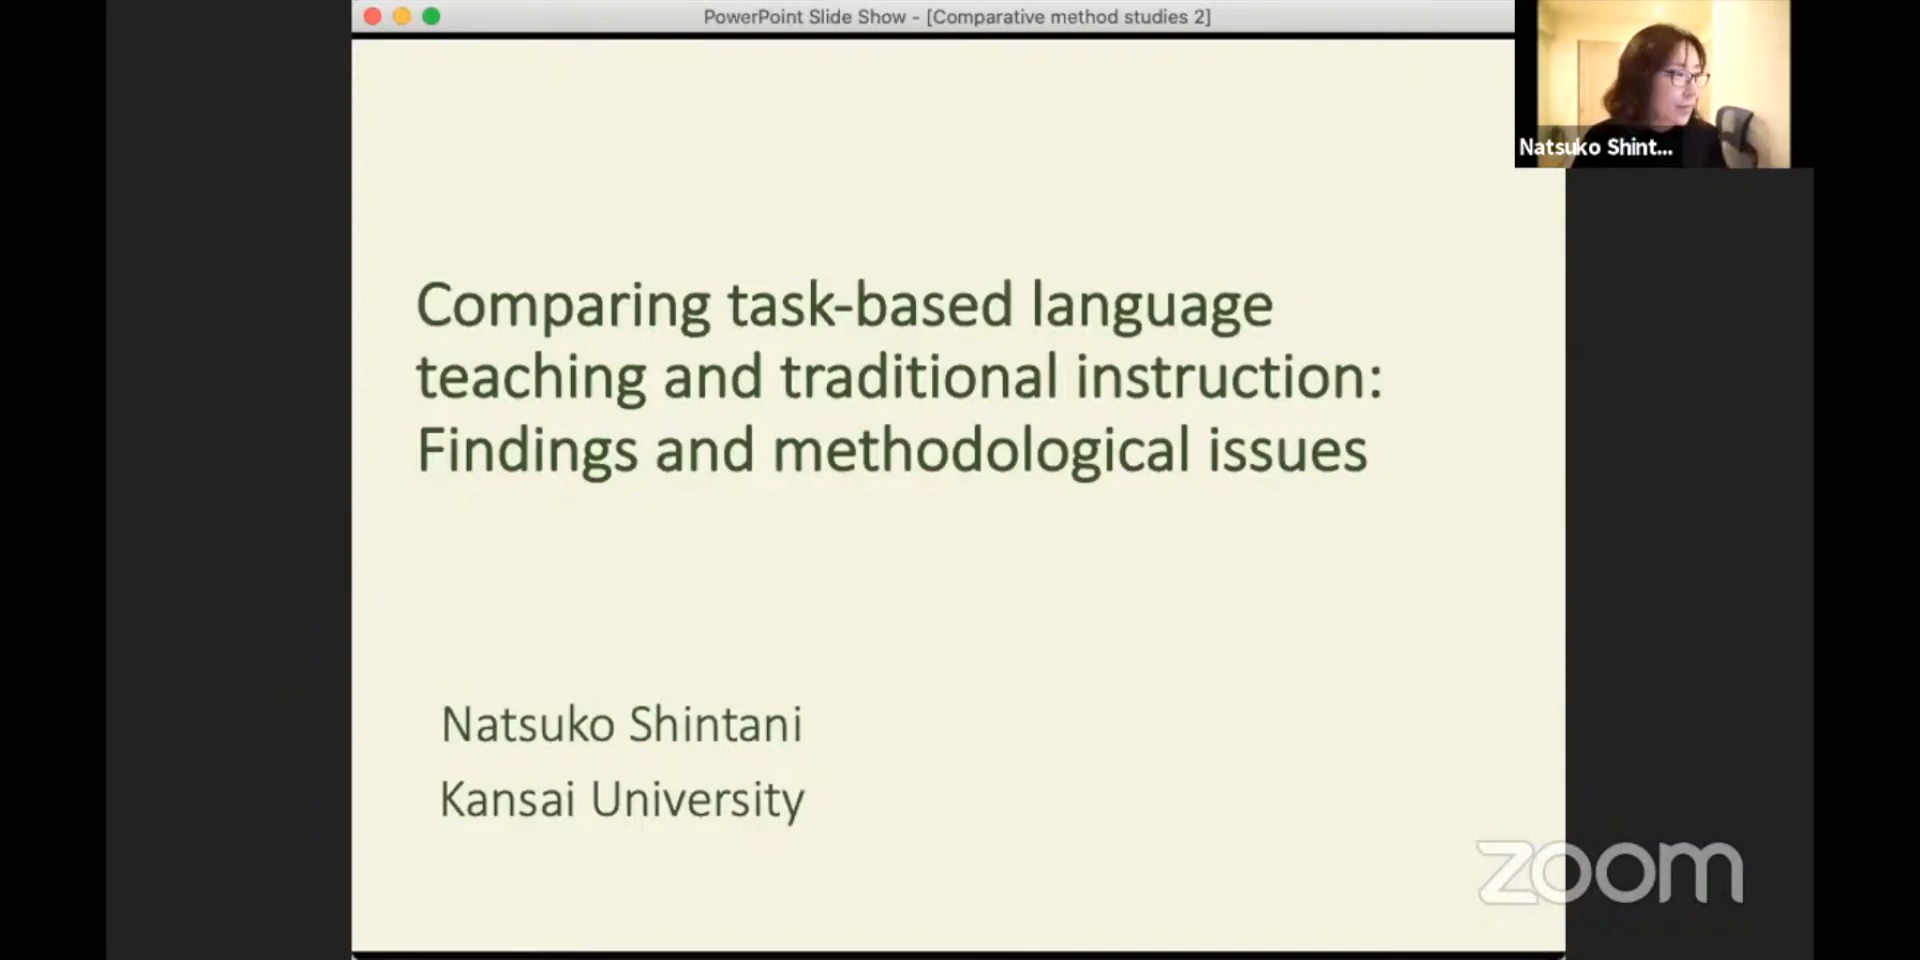 PowerPoint Slide Show - [Comparative method studies 2]
Natsuko Shint...
Comparing task-based language
teaching and traditional instruction:
Findings and methodological issues
Natsuko Shintani
Kansai University
zoom